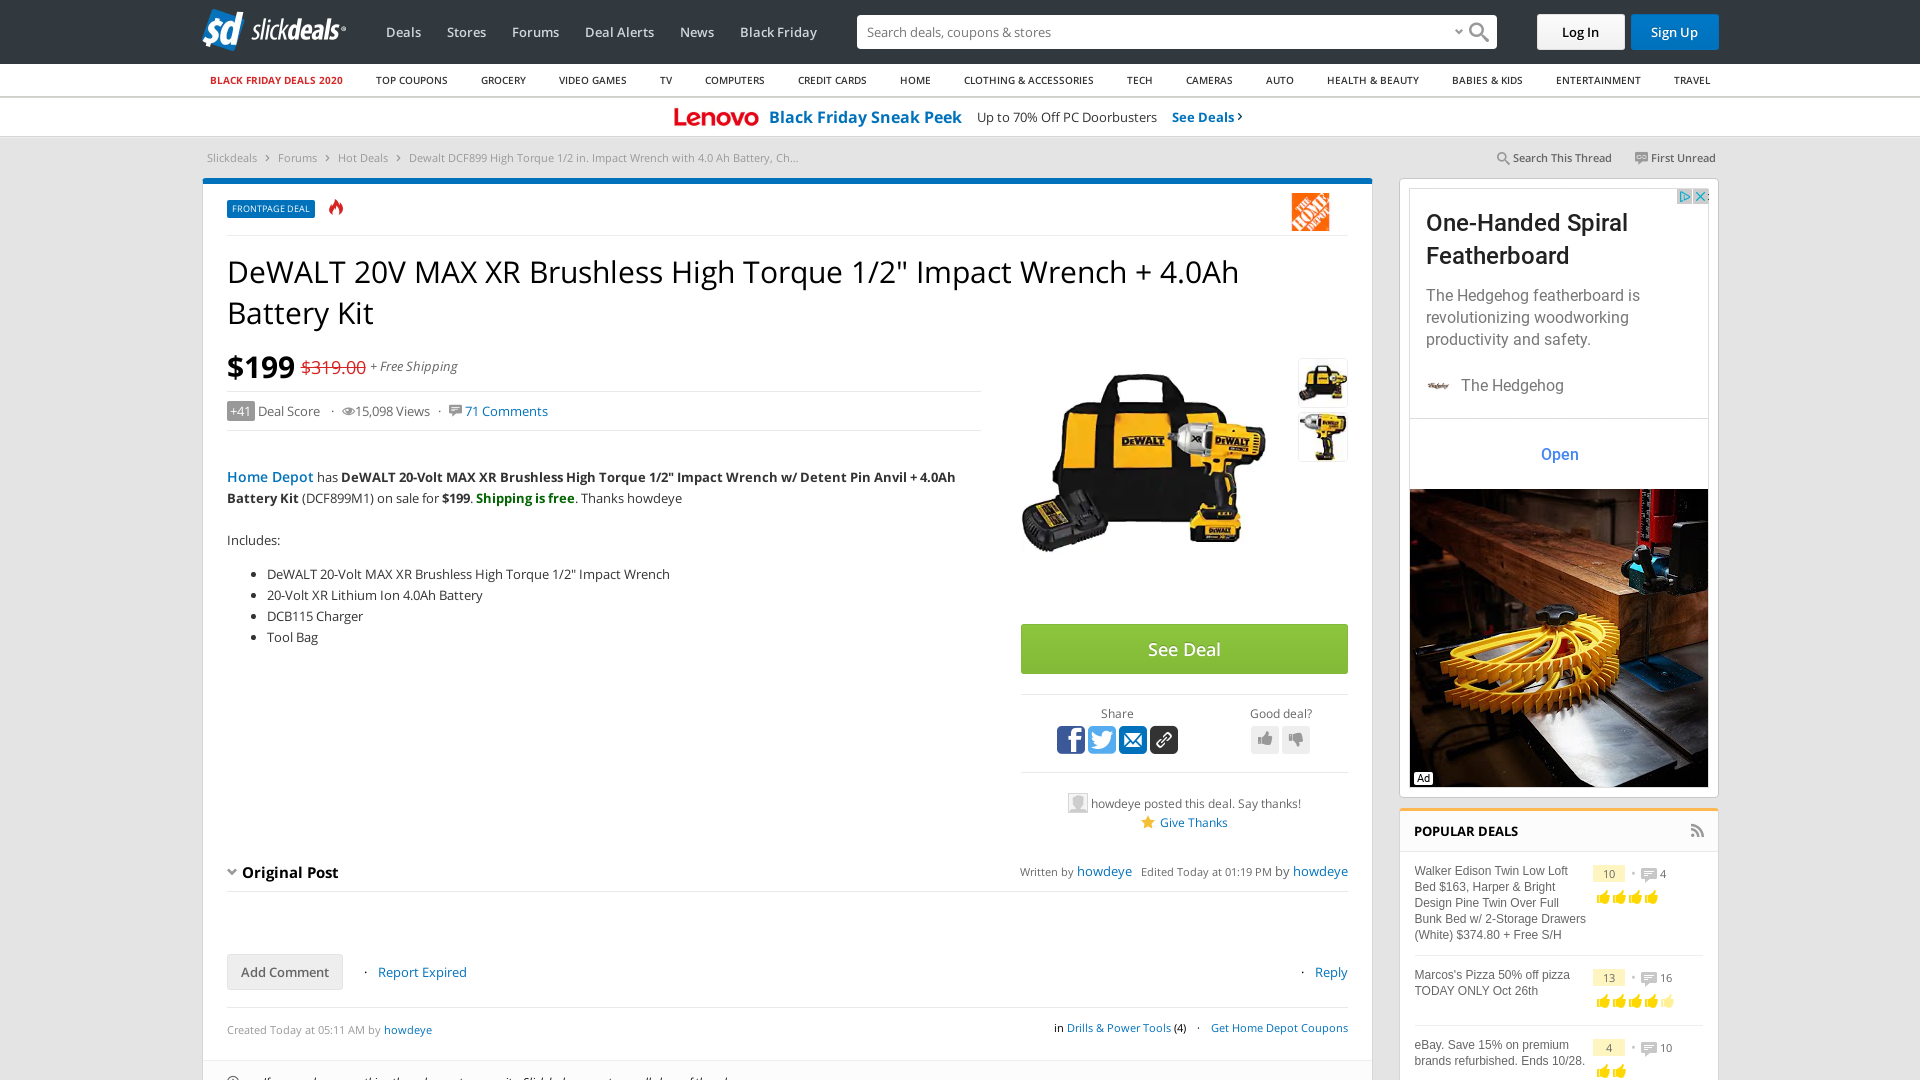 sd slickdeals
Deals Stores Forums Deal Alerts News Black Friday
Search deals, coupons & shops
Log In Sign Up
BLACK FRIDAY DEALS 2020 TOP COUPONS GROCERY VIDEO GAMES TV COMPUTERS CREDIT CARDS HOME CLOTHING & ACCESSORIES TECH CAMERAS AUTO HEALTH & BEAUTY BABIES & KIDS ENTERTAINMENT TRAVEL
Lenovo Black Friday Sneak Peek Up to 70% Off PC Doorbusters See Deals ›
Slickdeals › Forums › Hot Deals › Dewalt DCF899 High Torque 1/2 in. Impact Wrench with 4.0 Ah Battery, Ch...
Search This Thread First Unread
FRONTPAGE DEAL
THE HOME DEPOT
DeWALT 20V MAX XR Brushless High Torque 1/2" Impact Wrench + 4.0Ah
Battery Kit
$199 $319.00 + Free Shipping
+41 Deal Score · 15,098 Views · 71 Comments
Home Depot has DeWALT 20-Volt MAX XR Brushless High Torque 1/2" Impact Wrench w/ Detent Pin Anvil + 4.0Ah
Battery Kit (DCF899M1) on sale for $199. Shipping is free. Thanks howdeye
Includes:
DeWALT 20-Volt MAX XR Brushless High Torque 1/2" Impact Wrench
20-Volt XR Lithium Ion 4.0Ah Battery
DCB115 Charger
Tool Bag
DEWALT
XR DEWALT
DEWALT
See Deal
Share
Good deal?
howdeye posted this deal. Say thanks!
Give Thanks
Original Post
Written by howdeye Edited Today at 01:19 PM by howdeye
Add Comment · Report Expired
· Reply
Created Today at 05:11 AM by howdeye
in Drills & Power Tools (4) · Get Home Depot Coupons
One-Handed Spiral
Featherboard
The Hedgehog featherboard is
revolutionizing woodworking
productivity and safety.
The Hedgehog
Open
Ad
POPULAR DEALS
Walker Edison Twin Low Loft
Bed $163, Harper & Bright
Design Pine Twin Over Full
Bunk Bed w/ 2-Storage Drawers
(White) $374.80 + Free S/H
10 • 4
Marcos's Pizza 50% off pizza
TODAY ONLY Oct 26th
13 • 16
eBay. Save 15% on premium
brands refurbished. Ends 10/28.
4 • 10